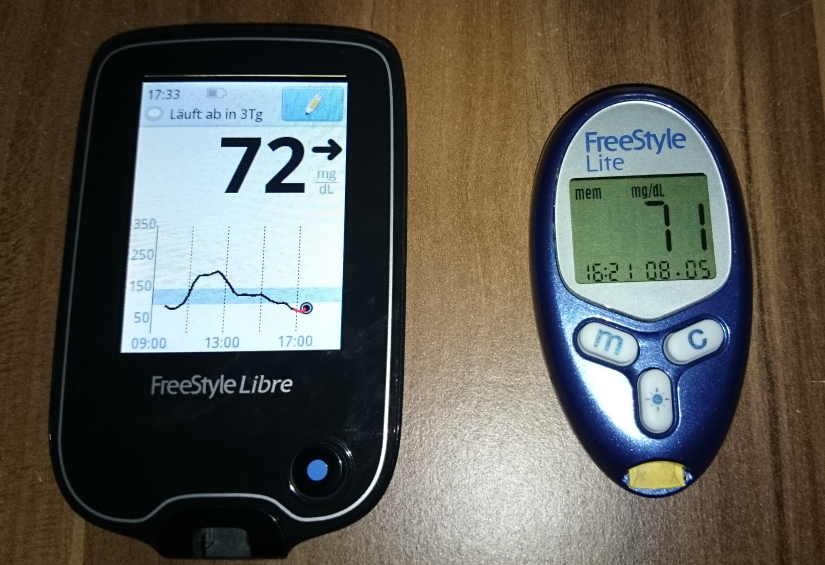 17:33
Läuft ab in 3Tg
72 →
mg
dL
350
250
150
50
09:00 13:00 17:00
FreeStyle Libre
FreeStyle
Lite
mem mg/dL
71
16:21 08.05
m c